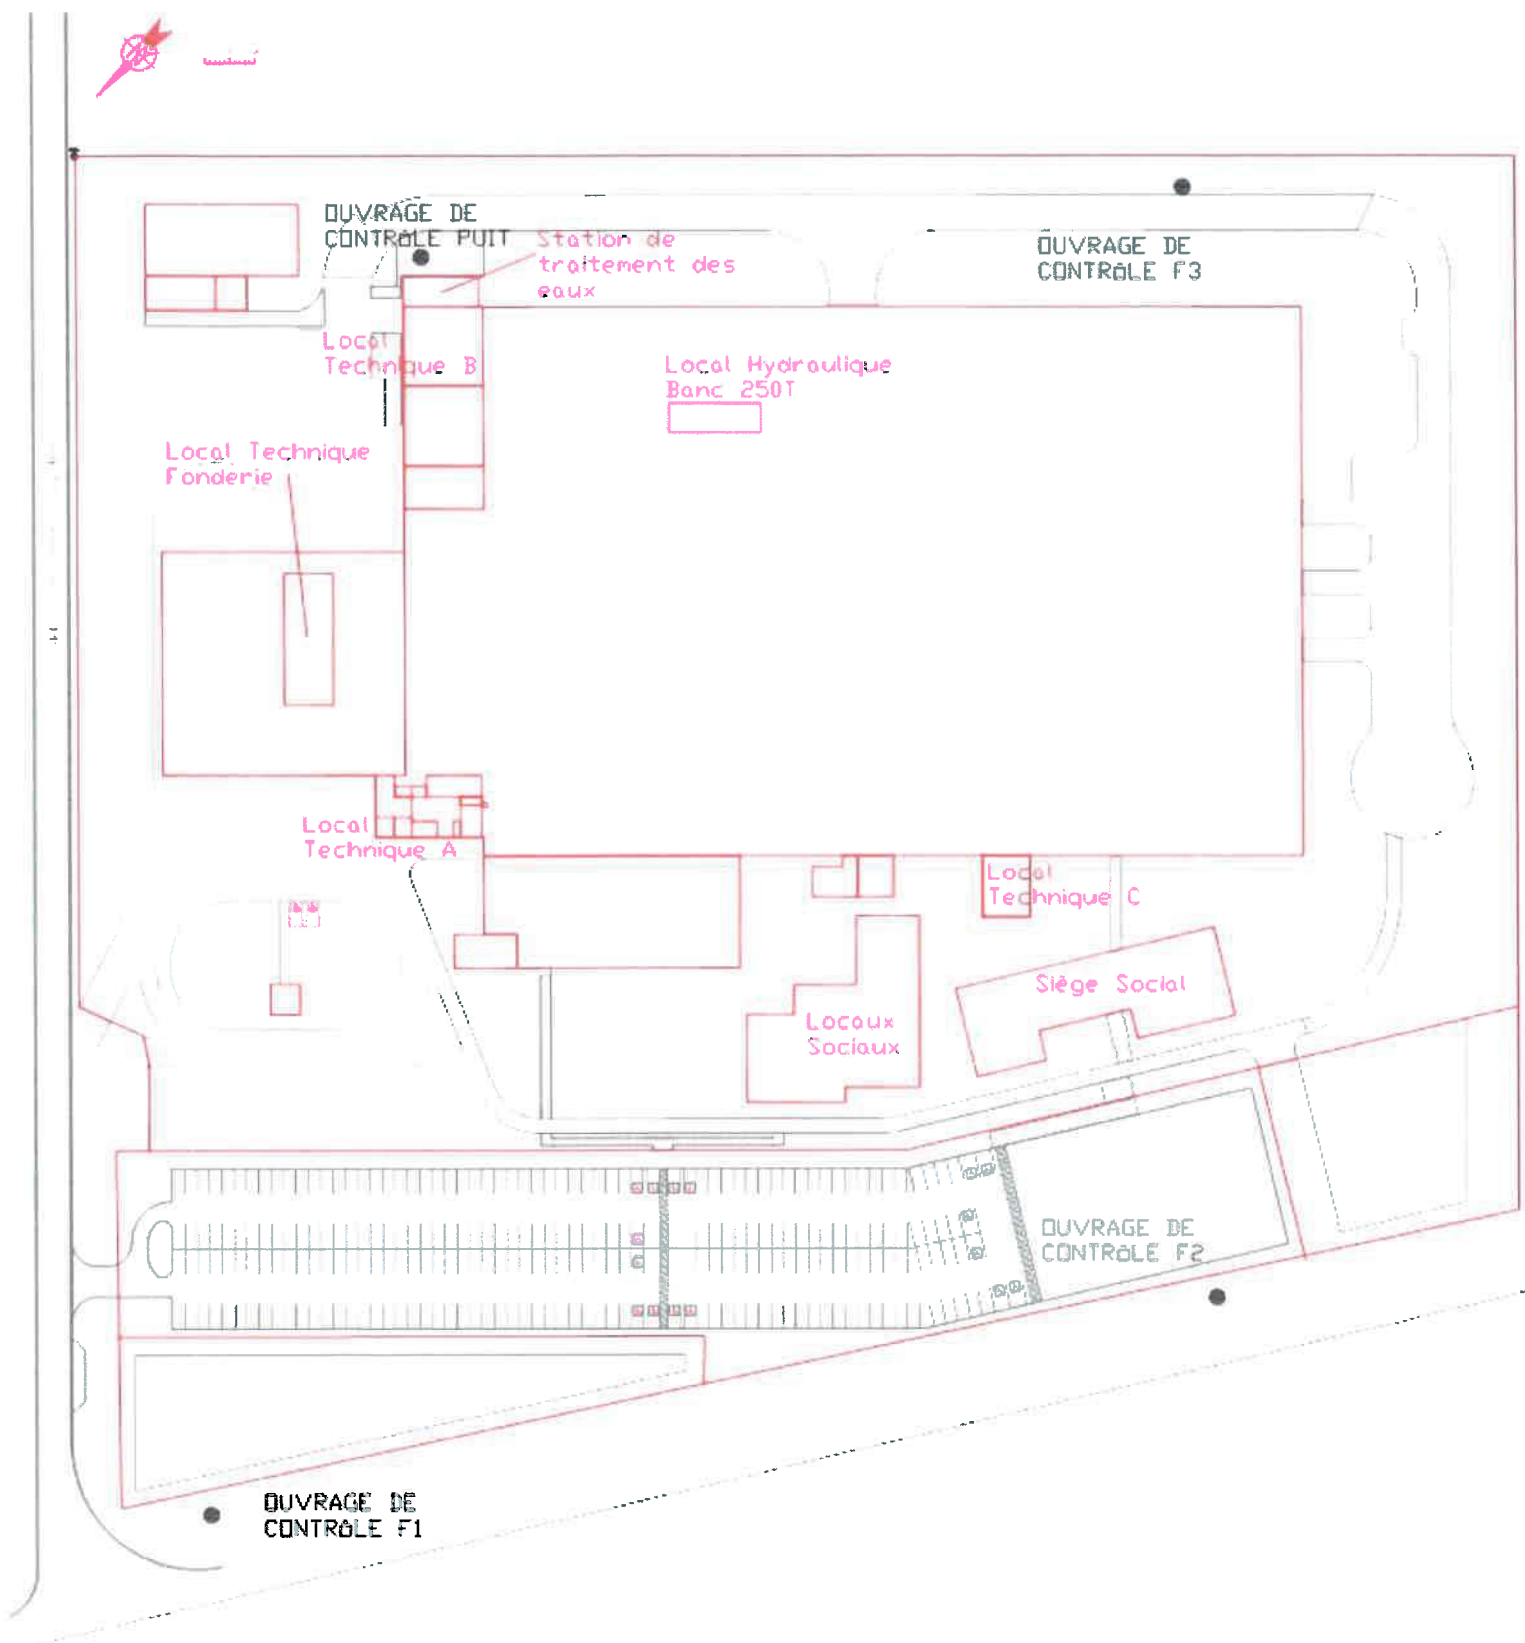 OUVRAGE DE
CONTROLE PUIT
Station de
traitement des
eaux
OUVRAGE DE
CONTROLE F3
Local
Technique B
Local Hydraulique
Banc 250T
Local Technique
Fonderie
Local
Technique A
Local
Technique C
Siège Social
Locaux
Sociaux
OUVRAGE DE
CONTROLE F2
OUVRAGE DE
CONTROLE F1